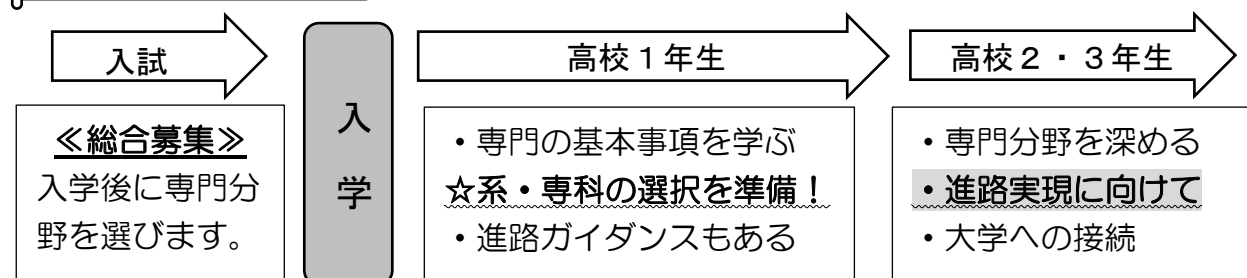 入試
≪総合募集≫
入学後に専門分
野を選びます。
入
学
高校１年生
・専門の基本事項を学ぶ
☆系・専科の選択を準備！
・進路ガイダンスもある
高校２・３年生
・専門分野を深める
・進路実現に向けて
・大学への接続